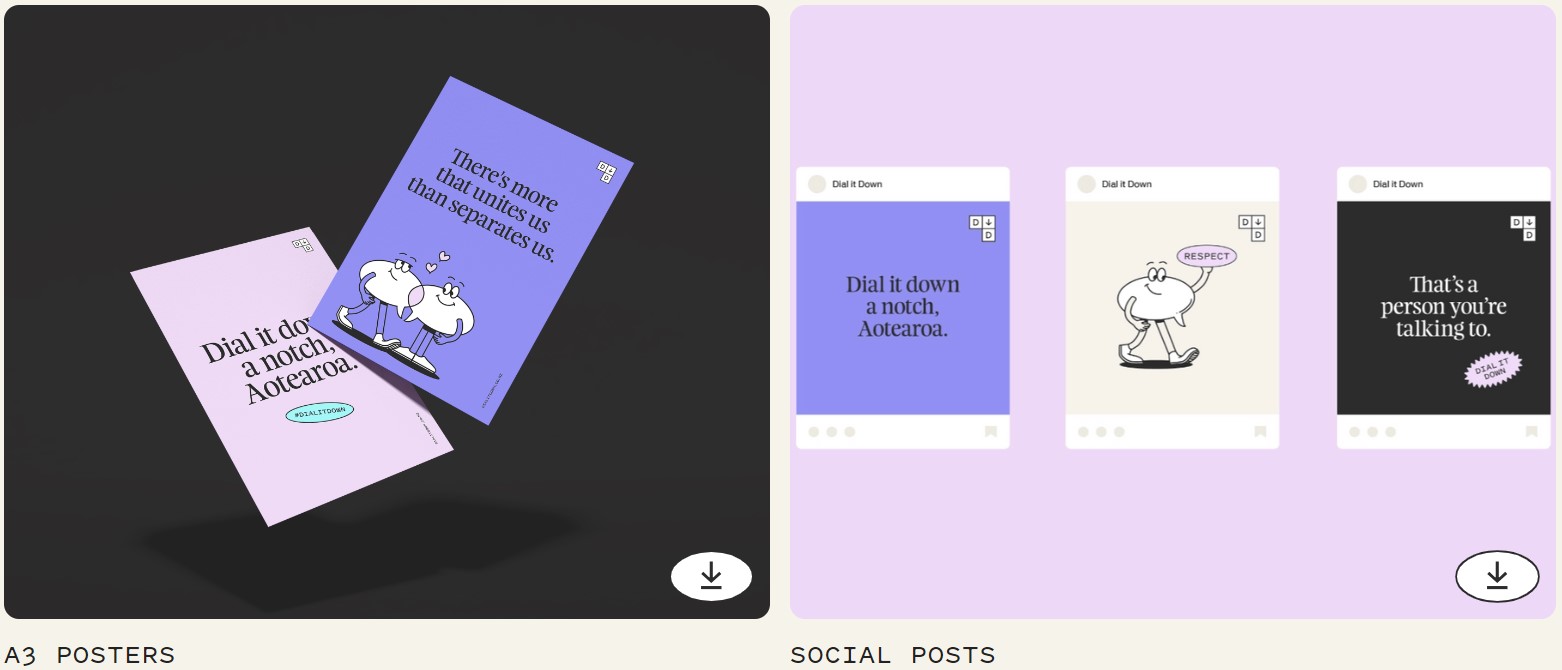 There's more
that unites us
than separates us.
D
D
D
D
Dial it do
a notch,
Aotearoa.
#DIALITDOWN
A3 POSTERS
Dial it Down
D
D
Dial it down
a notch,
Aotearoa.
Dial it Down
D
D
RESPECT
Dial it Down
D
D
That's a
person you're
talking to.
DIAL IT
DOWN
SOCIAL POSTS